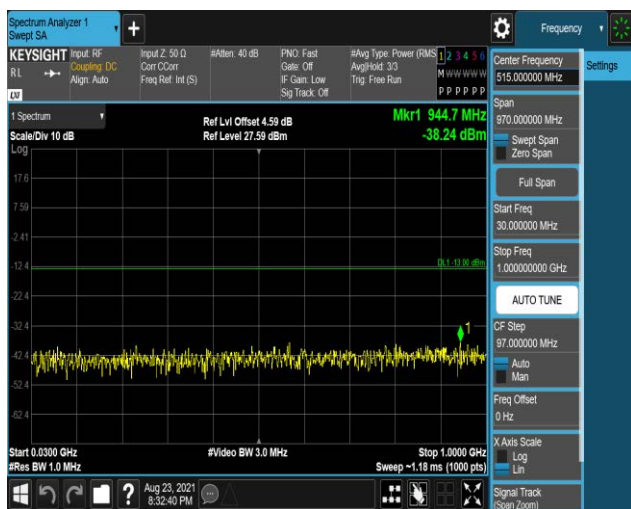 Spectrum Analyzer 1
Swept SA
+
Frequency
KEYSIGHT
RL
LXI
Input: RF
Coupling: DC
Align: Auto
Input Z: 50 Ω
Corr CCorr
Freq Ref: Int (S)
#Atten: 40 dB
PNO: Fast
Gate: Off
IF Gain: Low
Sig Track: Off
#Avg Type: Power (RMS
Avg|Hold: 3/3
Trig: Free Run
1 2 3 4 5 6
M W W W W W
P P P P P P
1 Spectrum
Scale/Div 10 dB
Log
Ref Lvl Offset 4.59 dB
Ref Level 27.59 dBm
Mkr1 944.7 MHz
-38.24 dBm
17.6
7.59
-2.41
-12.4
-22.4
-32.4
-42.4
-52.4
-62.4
DL1 -13.00 dBm
1
Start 0.0300 GHz
#Res BW 1.0 MHz
#Video BW 3.0 MHz
Stop 1.0000 GHz
Sweep ~1.18 ms (1000 pts)
Center Frequency
515.000000 MHz
Settings
Span
970.000000 MHz
Swept Span
Zero Span
Full Span
Start Freq
30.000000 MHz
Stop Freq
1.000000000 GHz
AUTO TUNE
CF Step
97.000000 MHz
Auto
Man
Freq Offset
0 Hz
X Axis Scale
Log
Lin
Signal Track
(Span Zoom)
?
Aug 23, 2021
8:32:40 PM